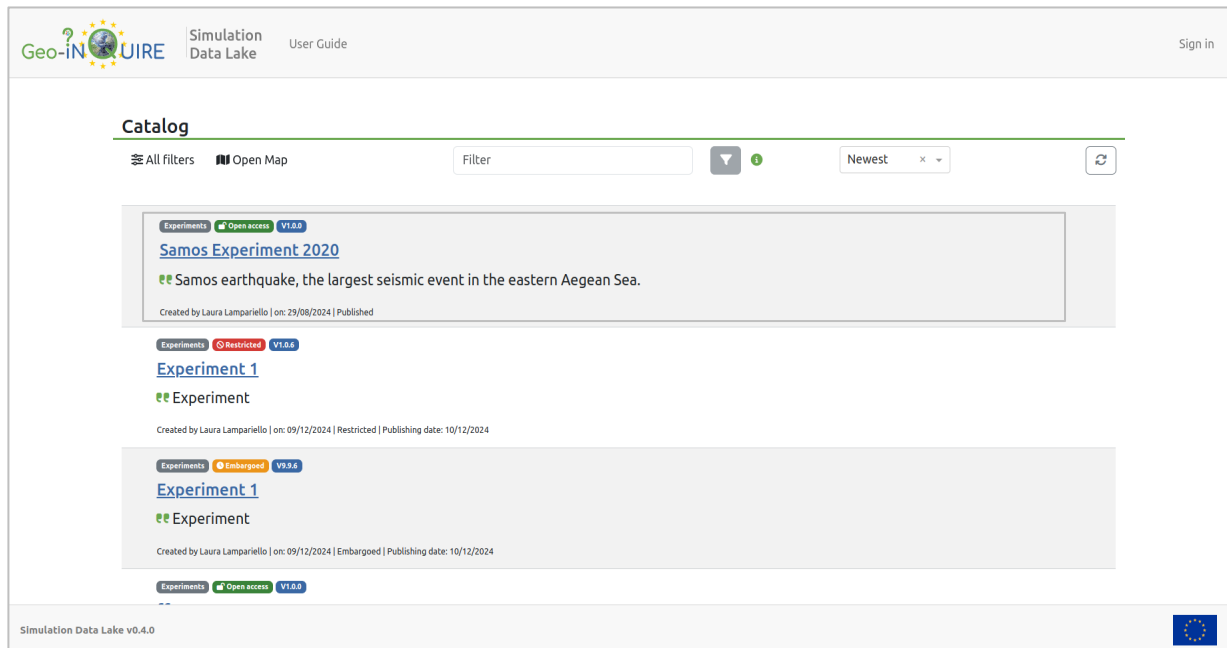 Geo-iNQUIRE
Simulation
Data Lake
User Guide
Sign in
Catalog
All filters
Open Map
Filter
Newest
Experiments Open access V1.0.0
Samos Experiment 2020
Samos earthquake, the largest seismic event in the eastern Aegean Sea.
Created by Laura Lampariello | on: 29/08/2024 | Published
Experiments Restricted V1.0.6
Experiment 1
Experiment
Created by Laura Lampariello | on: 09/12/2024 | Restricted | Publishing date: 10/12/2024
Experiments Embargoed V9.9.6
Experiment 1
Experiment
Created by Laura Lampariello | on: 09/12/2024 | Embargoed | Publishing date: 10/12/2024
Experiments Open access V1.0.0
Simulation Data Lake v0.4.0